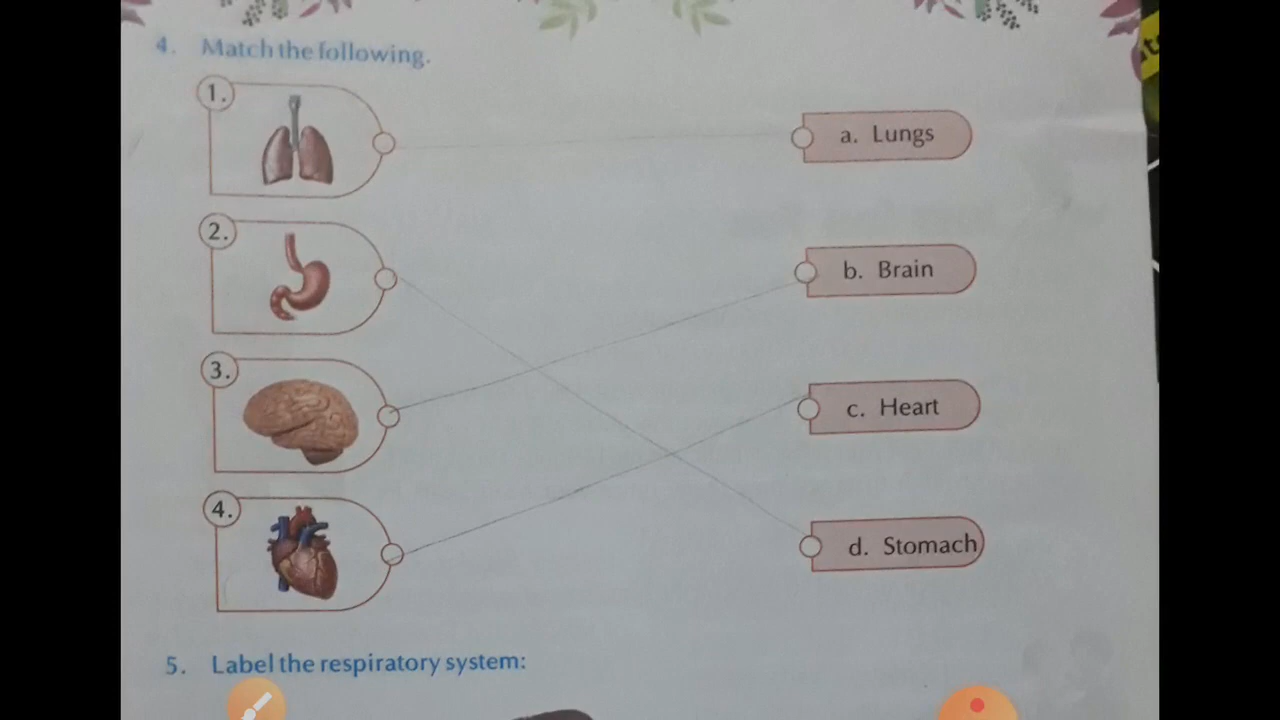 4. Match the following.
1.
a. Lungs
2.
b. Brain
3.
c. Heart
4.
d. Stomach
5. Label the respiratory system: